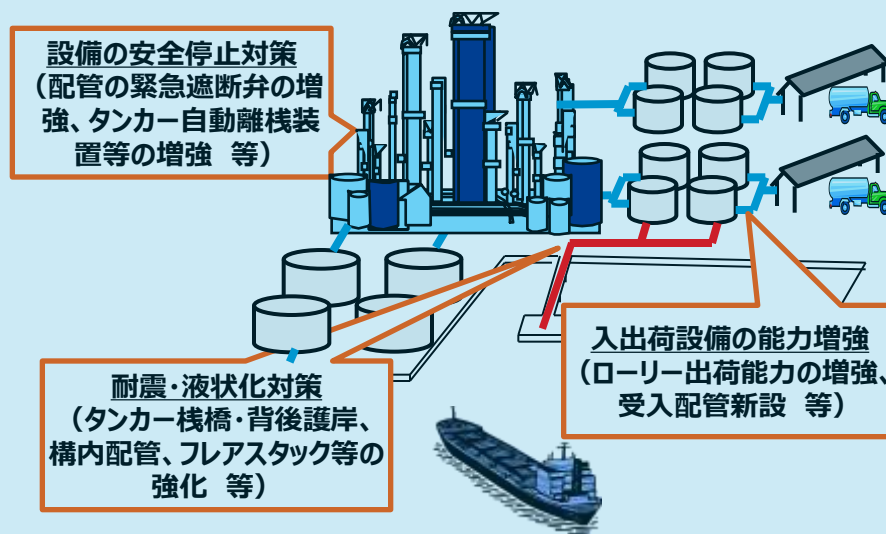 設備の安全停止対策
（配管の緊急遮断弁の増
強、タンカー自動離桟装
置等の増強　等）
入出荷設備の能力増強
（ローリー出荷能力の増強、
受入配管新設　等）
耐震・液状化対策
（タンカー桟橋・背後護岸、
構内配管、フレアスタック等の
強化　等）